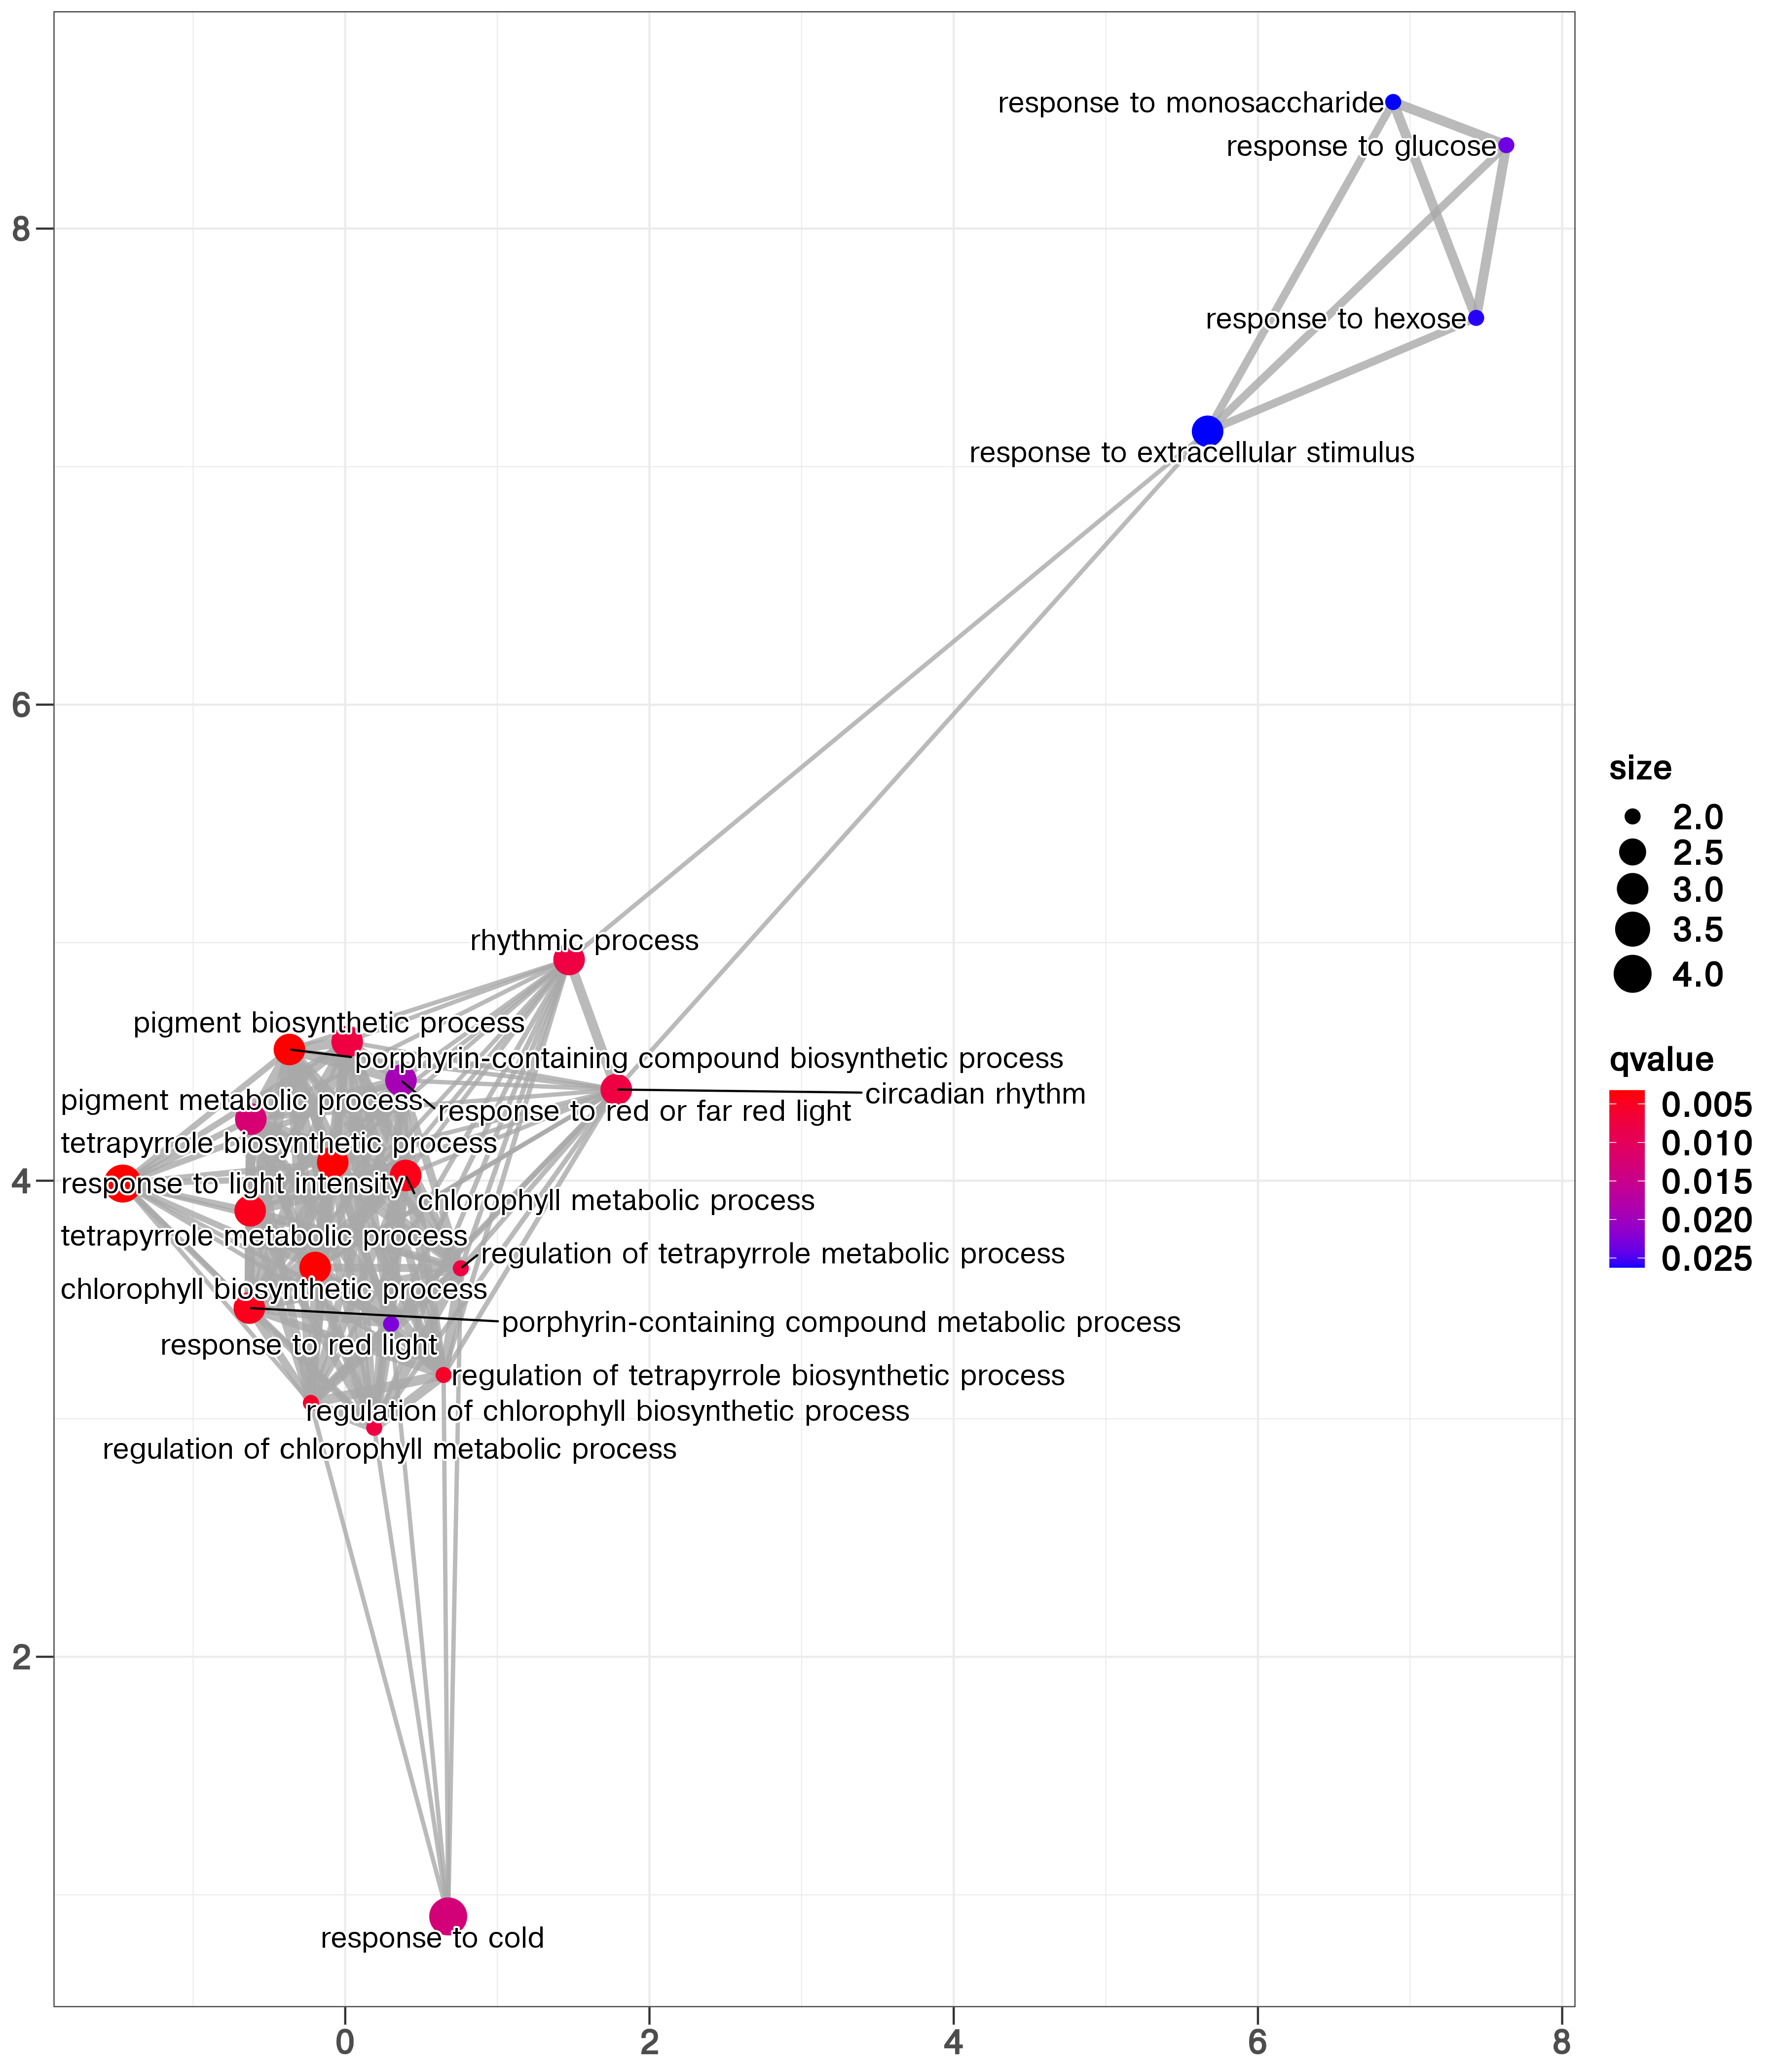 response to monosaccharide
response to glucose
8
response to hexose
response to extracellular stimulus
6
size
2.0
2.5
3.0
3.5
4.0
rhythmic process
pigment biosynthetic process
porphyrin-containing compound biosynthetic process
qvalue
circadian rhythm
pigment metabolic process
response to red or far red light
0.005
0.010
0.015
0.020
0.025
tetrapyrrole biosynthetic process
4
response to light intensity
chlorophyll metabolic process
tetrapyrrole metabolic process
regulation of tetrapyrrole metabolic process
chlorophyll biosynthetic process
porphyrin-containing compound metabolic process
response to red light
regulation of tetrapyrrole biosynthetic process
regulation of chlorophyll biosynthetic process
regulation of chlorophyll metabolic process
2
response to cold
0 2 4 6 8